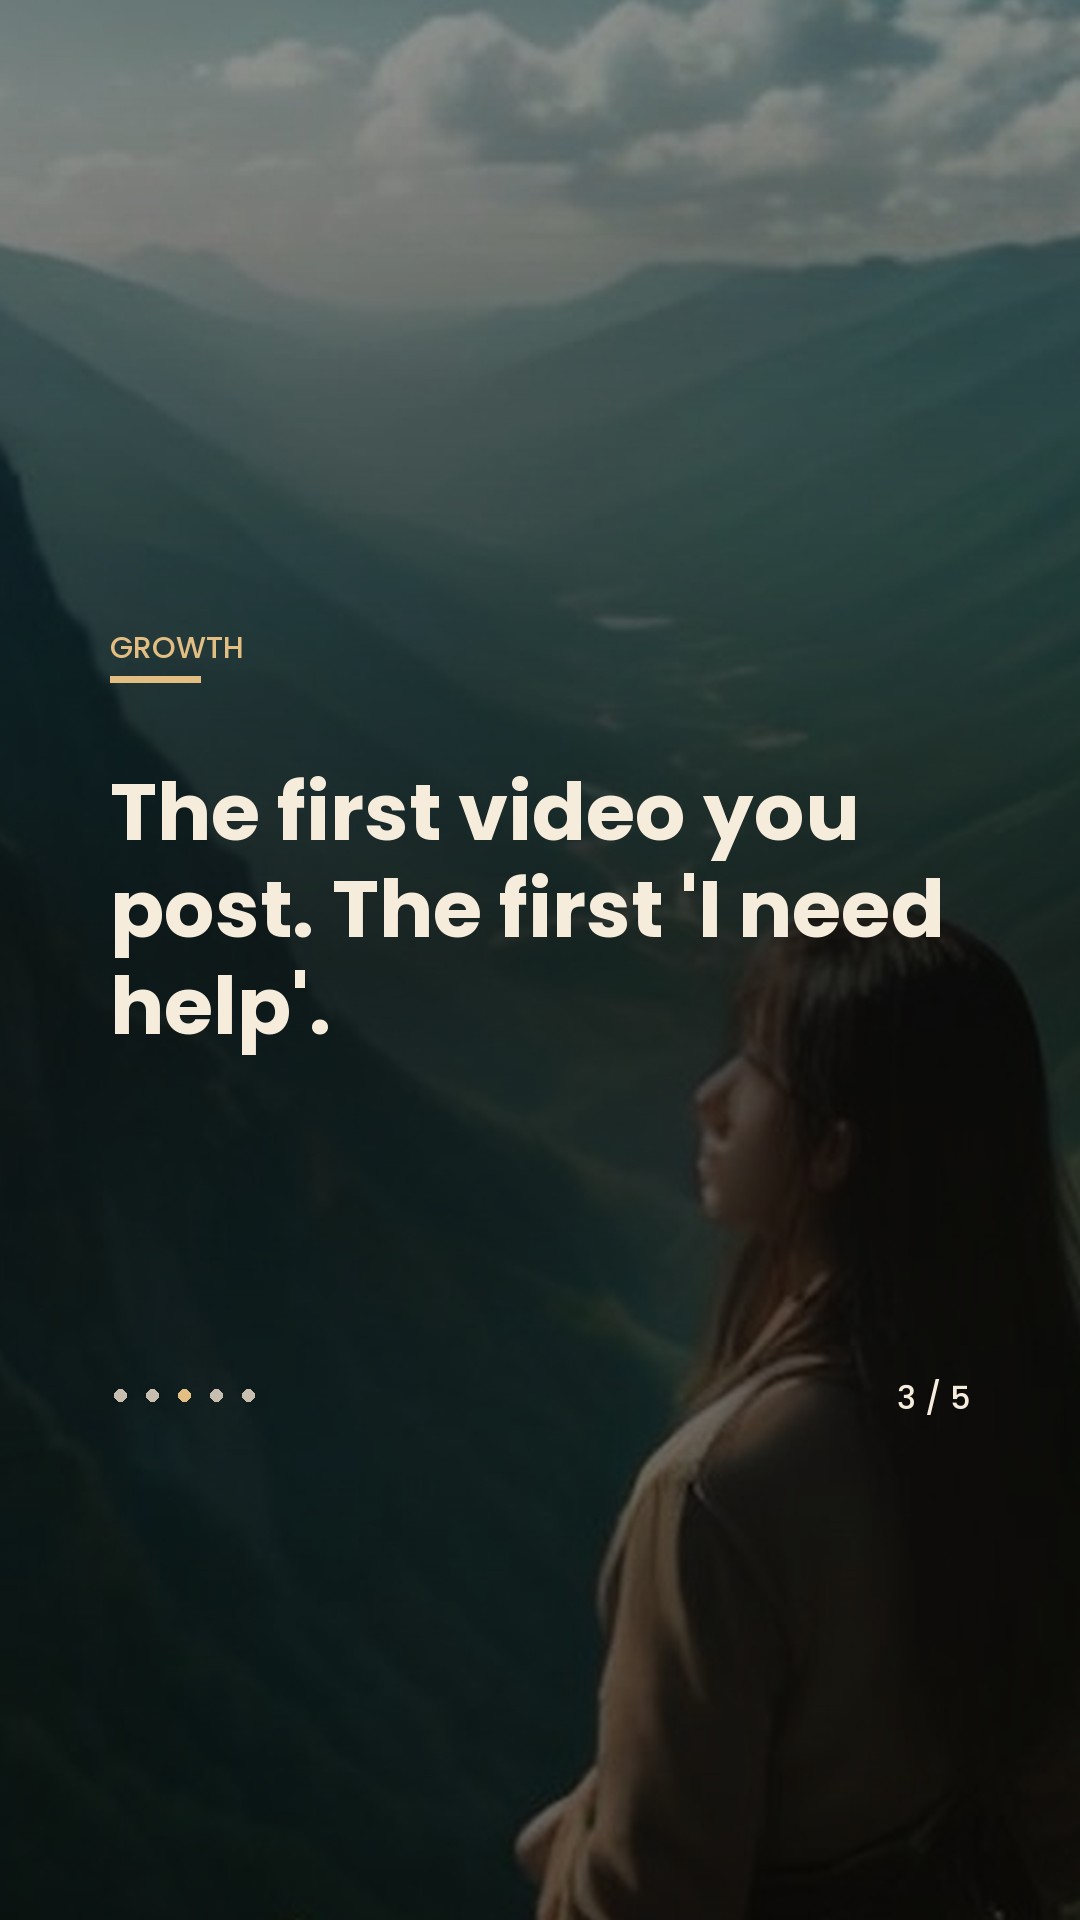 GROWTH
The first video you
post. The first 'I need
help'.
3 / 5